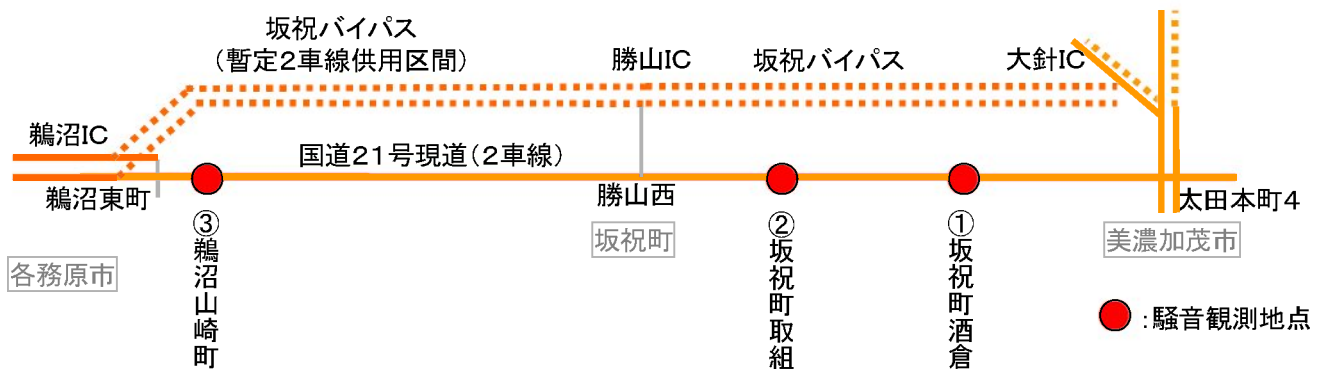 坂祝バイパス
（暫定2車線供用区間）
勝山IC
坂祝バイパス
大針IC
鵜沼IC
国道21号現道(2車線)
鵜沼東町
勝山西
太田本町4
各務原市
坂祝町
美濃加茂市
③鵜沼山崎町
②坂祝町取組
①坂祝町酒倉
:騒音観測地点